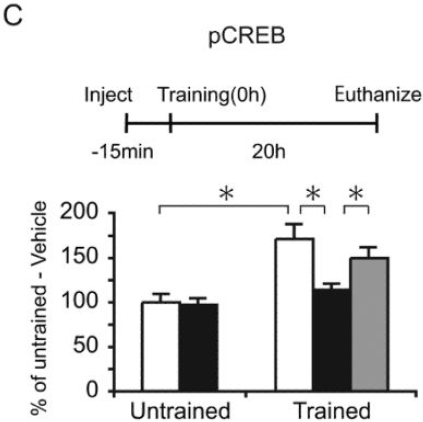 C
pCREB
Inject Training(0h) Euthanize
-15min 20h
* * *
% of untrained - Vehicle
200
150
100
50
0
Untrained Trained